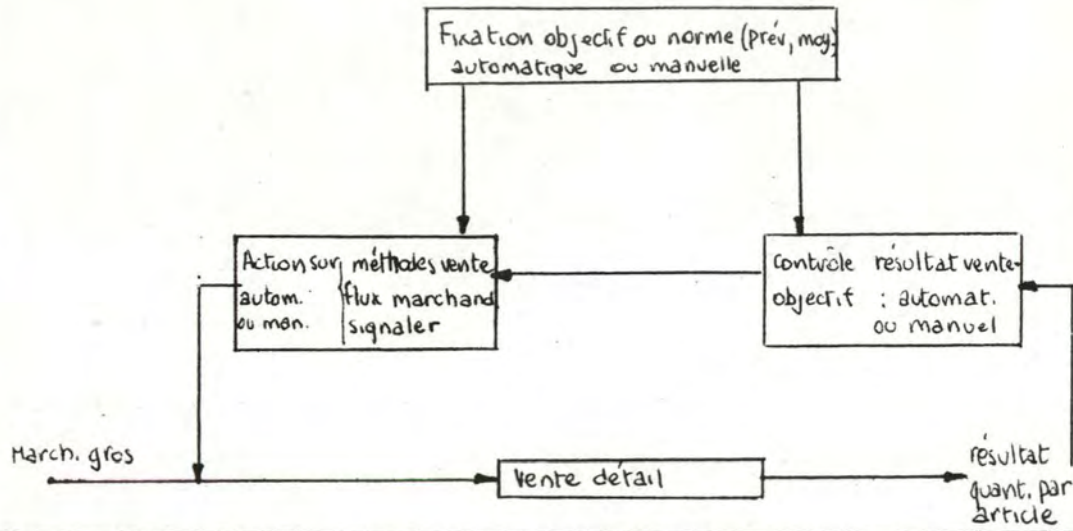 Fixation objectif ou norme (prév, moy.)
automatique ou manuelle
Action sur { méthodes vente
autom. flux marchand.
ou man. signaler
contrôle résultat vente-
objectif : automat.
ou manuel
March. gros
vente détail
résultat
quant. par
article